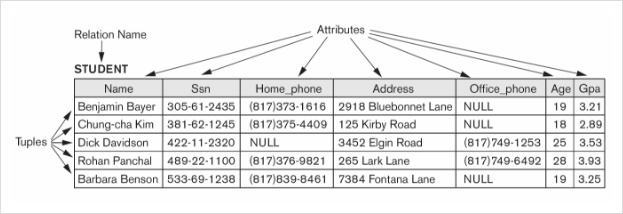 Attributes
Relation Name
STUDENT
Name Ssn Home_phone Address Office_phone Age Gpa
Benjamin Bayer 305-61-2435 (817)373-1616 2918 Bluebonnet Lane NULL 19 3.21
Chung-cha Kim 381-62-1245 (817)375-4409 125 Kirby Road NULL 18 2.89
Tuples Dick Davidson 422-11-2320 NULL 3452 Elgin Road (817)749-1253 25 3.53
Rohan Panchal 489-22-1100 (817)376-9821 265 Lark Lane (817)749-6492 28 3.93
Barbara Benson 533-69-1238 (817)839-8461 7384 Fontana Lane NULL 19 3.25